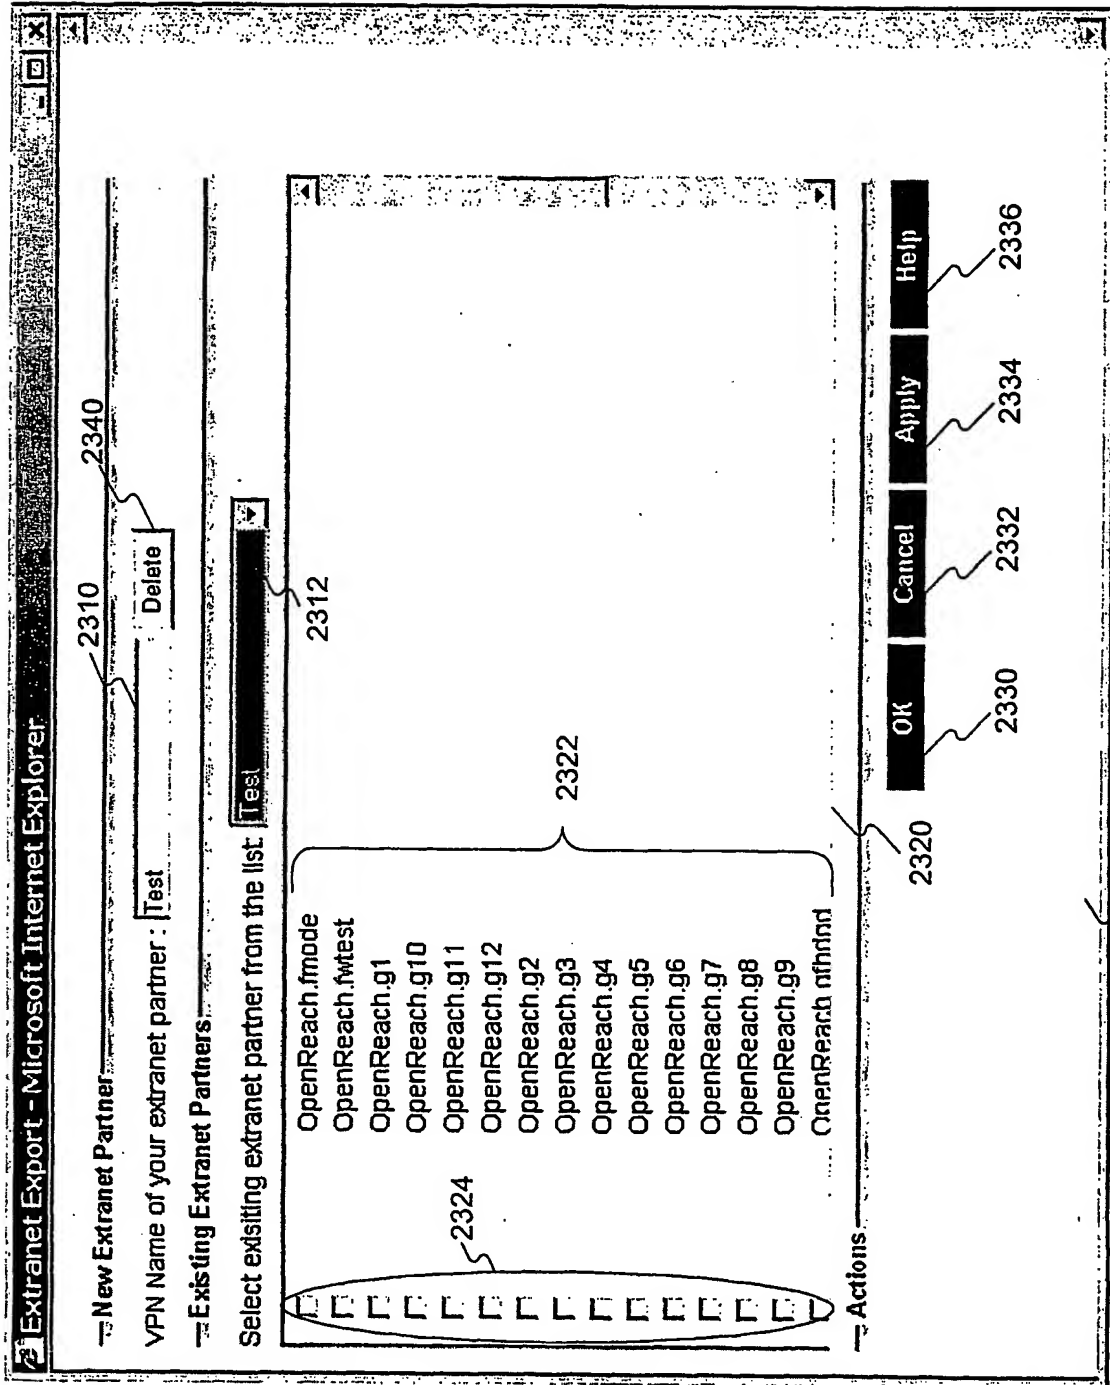 Extranet Export - Microsoft Internet Explorer
New Extranet Partner
2310
2340
VPN Name of your extranet partner : Test
Delete
Existing Extranet Partners
Select exisiting extranet partner from the list: Test
2312
OpenReach.fmode
OpenReach.fwtest
OpenReach.g1
OpenReach.g10
OpenReach.g11
OpenReach.g12
OpenReach.g2
OpenReach.g3
OpenReach.g4
OpenReach.g5
OpenReach.g6
OpenReach.g7
OpenReach.g8
OpenReach.g9
2322
2324
2320
Actions
OK
Cancel
Apply
Help
2330
2332
2334
2336